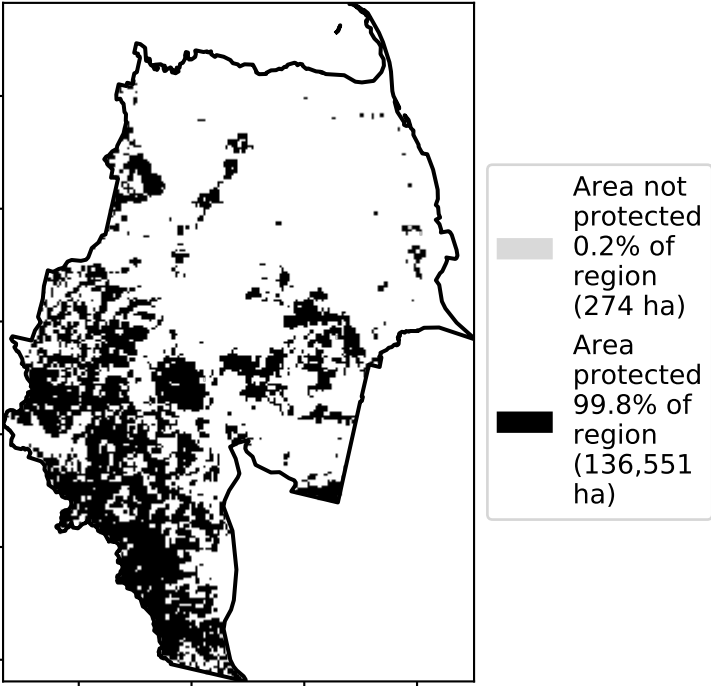 Area not
protected
0.2% of
region
(274 ha)
Area
protected
99.8% of
region
(136,551
ha)